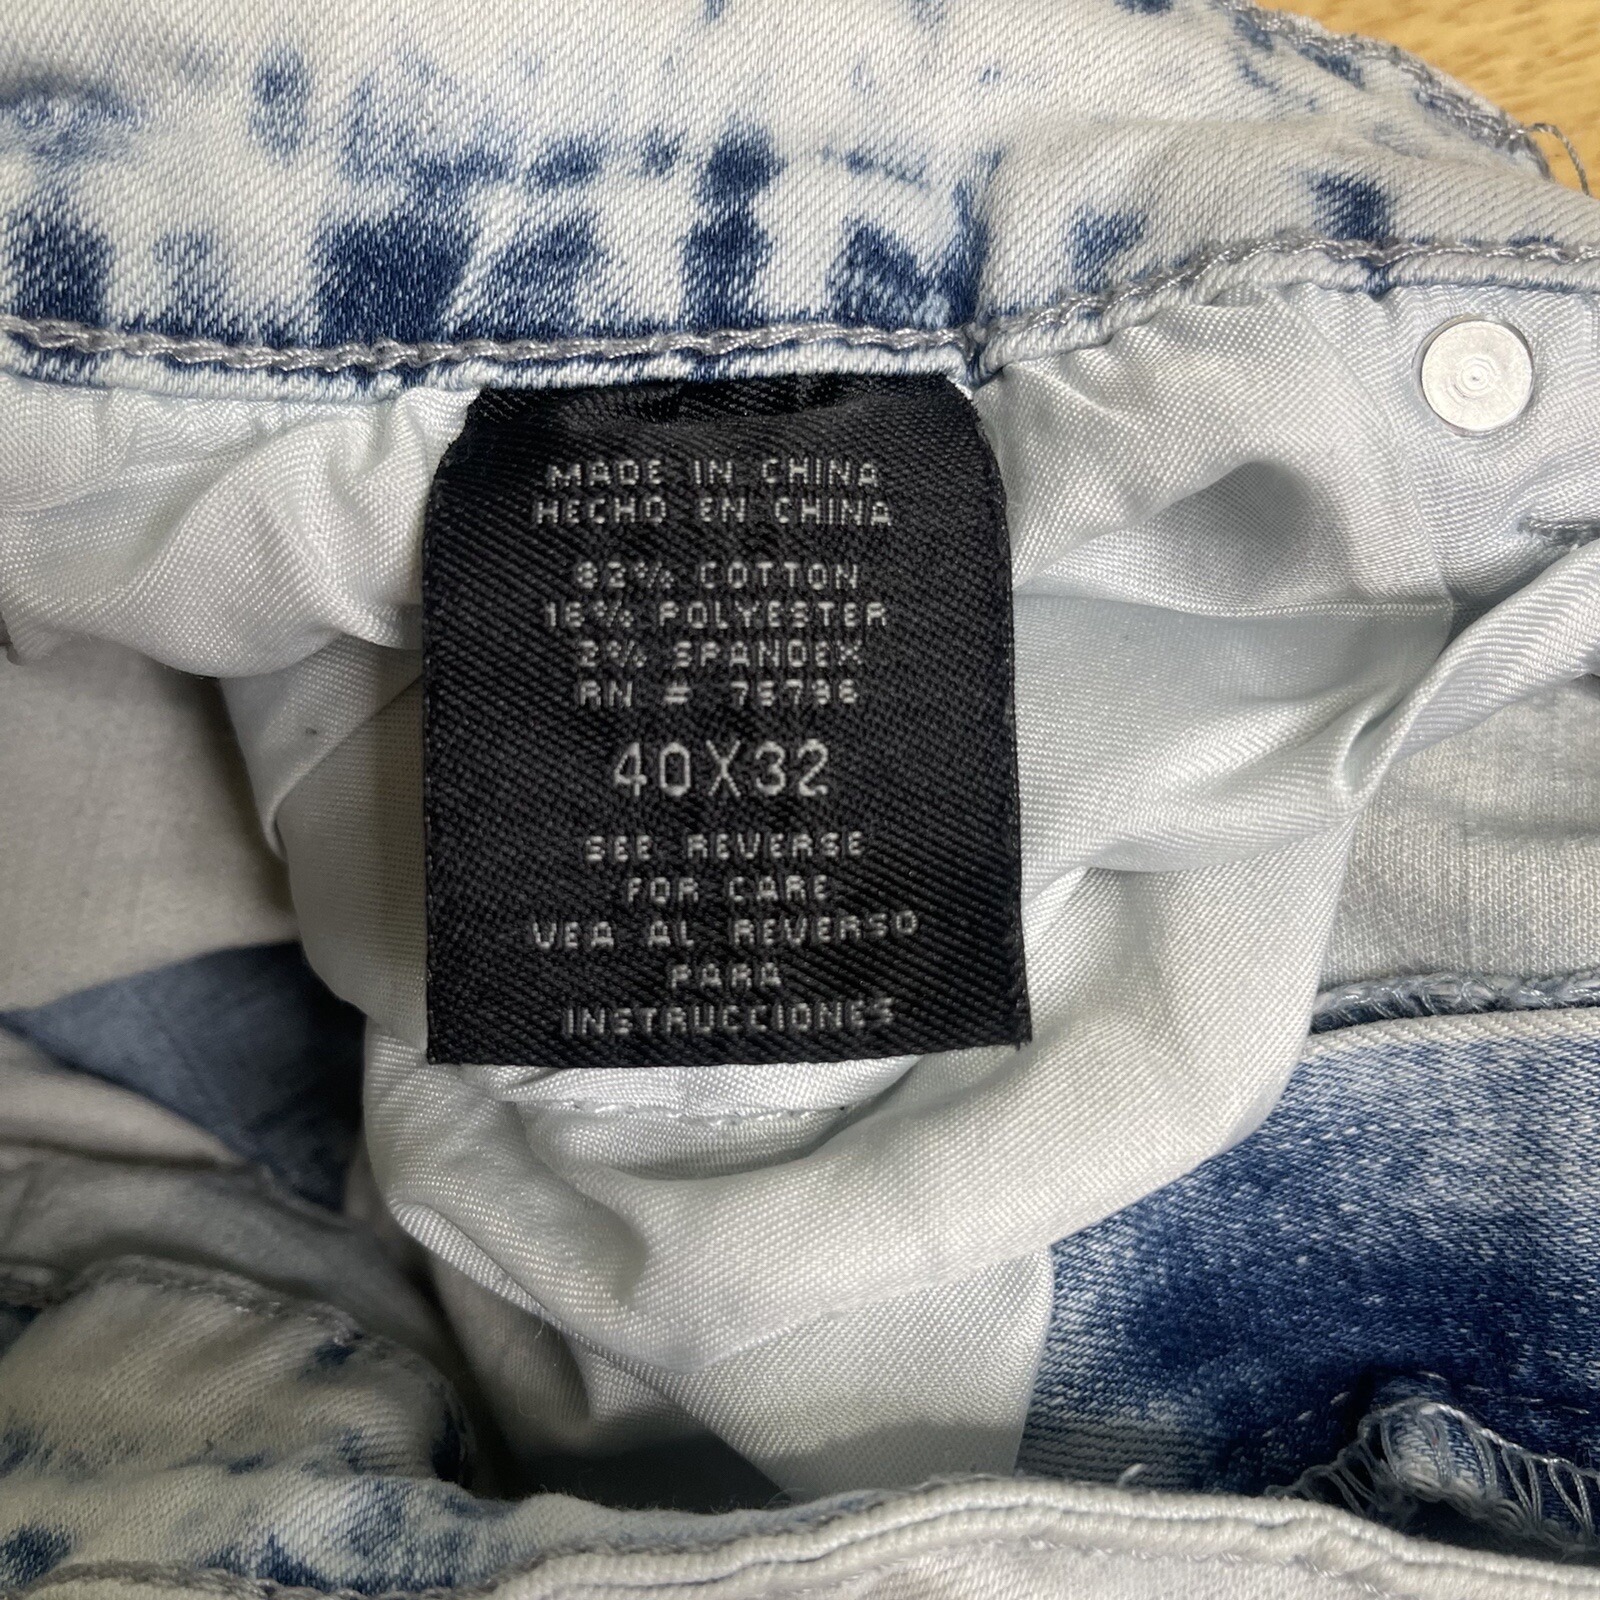 MADE IN CHINA
HECHO EN CHINA
82% COTTON
16% POLYESTER
2% SPANDEX
RN # 75796
40X32
SEE REVERSE
FOR CARE
VEA AL REVERSO
PARA
INSTRUCCIONES